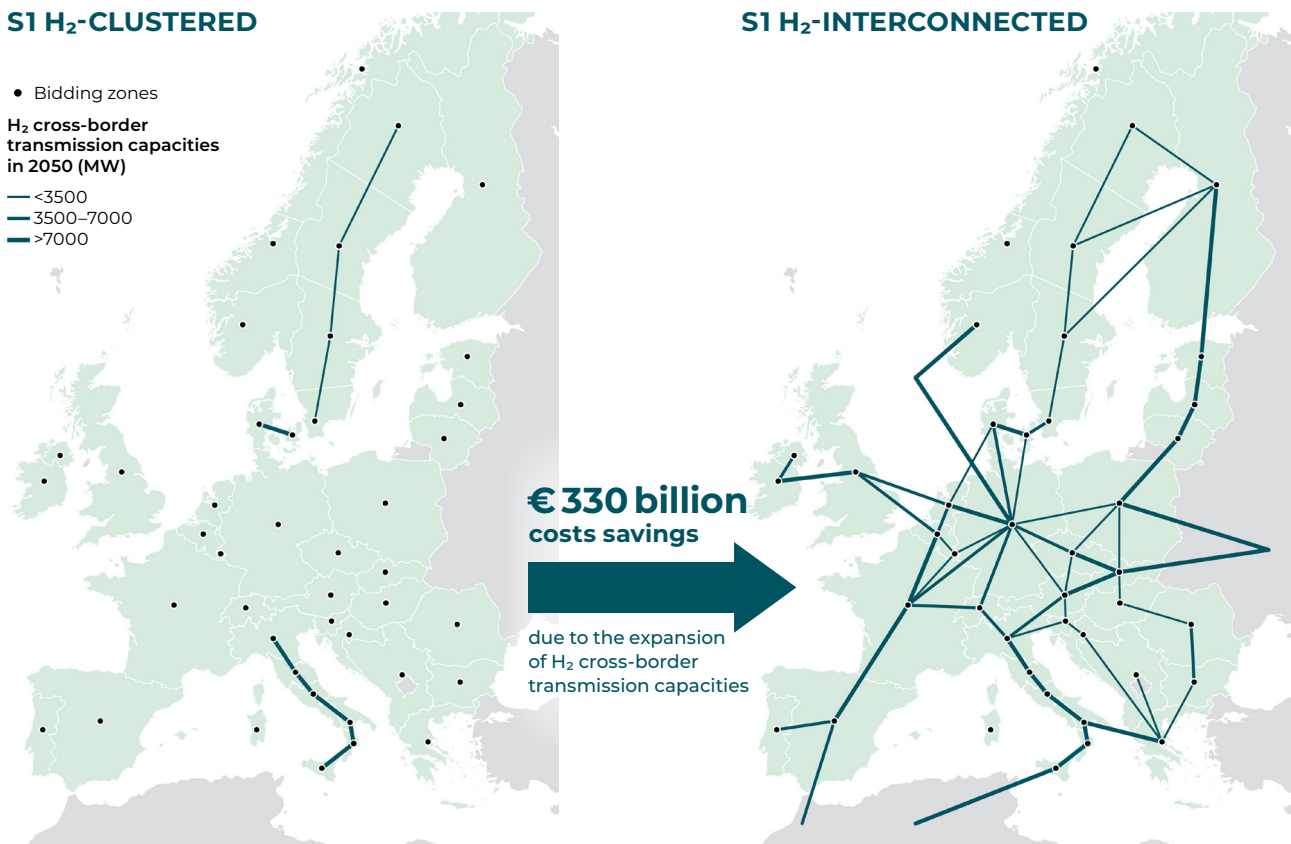 S1 H₂-CLUSTERED
S1 H₂-INTERCONNECTED
Bidding zones
H₂ cross-border
transmission capacities
in 2050 (MW)
<3500
3500–7000
>7000
€ 330 billion
costs savings
due to the expansion
of H₂ cross-border
transmission capacities